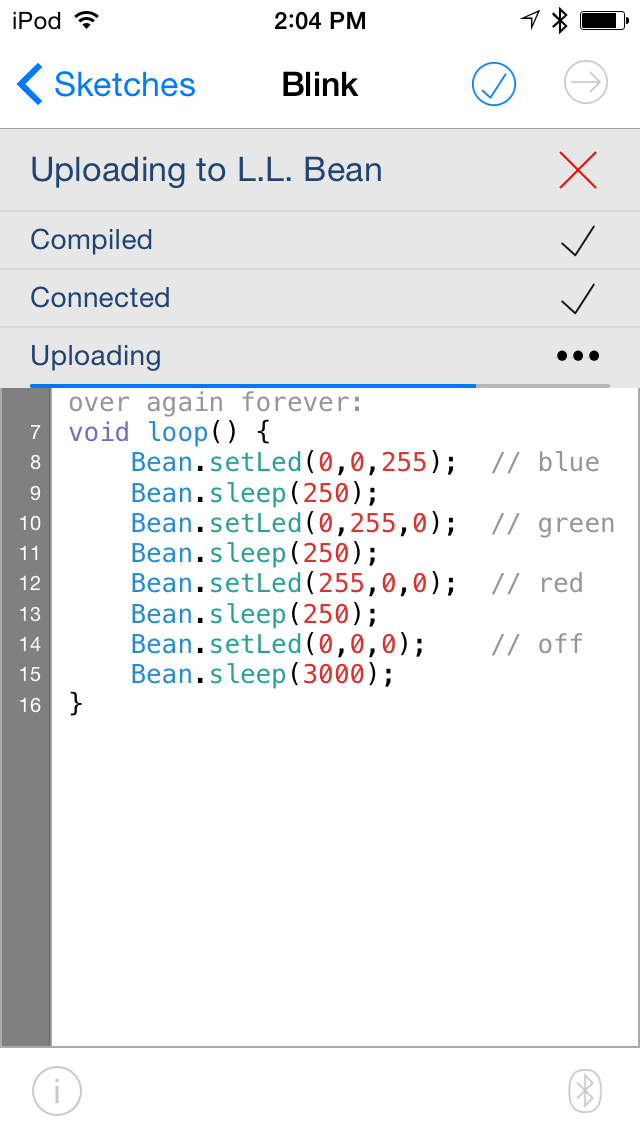 iPod 2:04 PM
Sketches Blink
Uploading to L.L. Bean
Compiled
Connected
Uploading
over again forever:
7 void loop() {
8 Bean.setLed(0,0,255); // blue
9 Bean.sleep(250);
10 Bean.setLed(0,255,0); // green
11 Bean.sleep(250);
12 Bean.setLed(255,0,0); // red
13 Bean.sleep(250);
14 Bean.setLed(0,0,0); // off
15 Bean.sleep(3000);
16 }
i